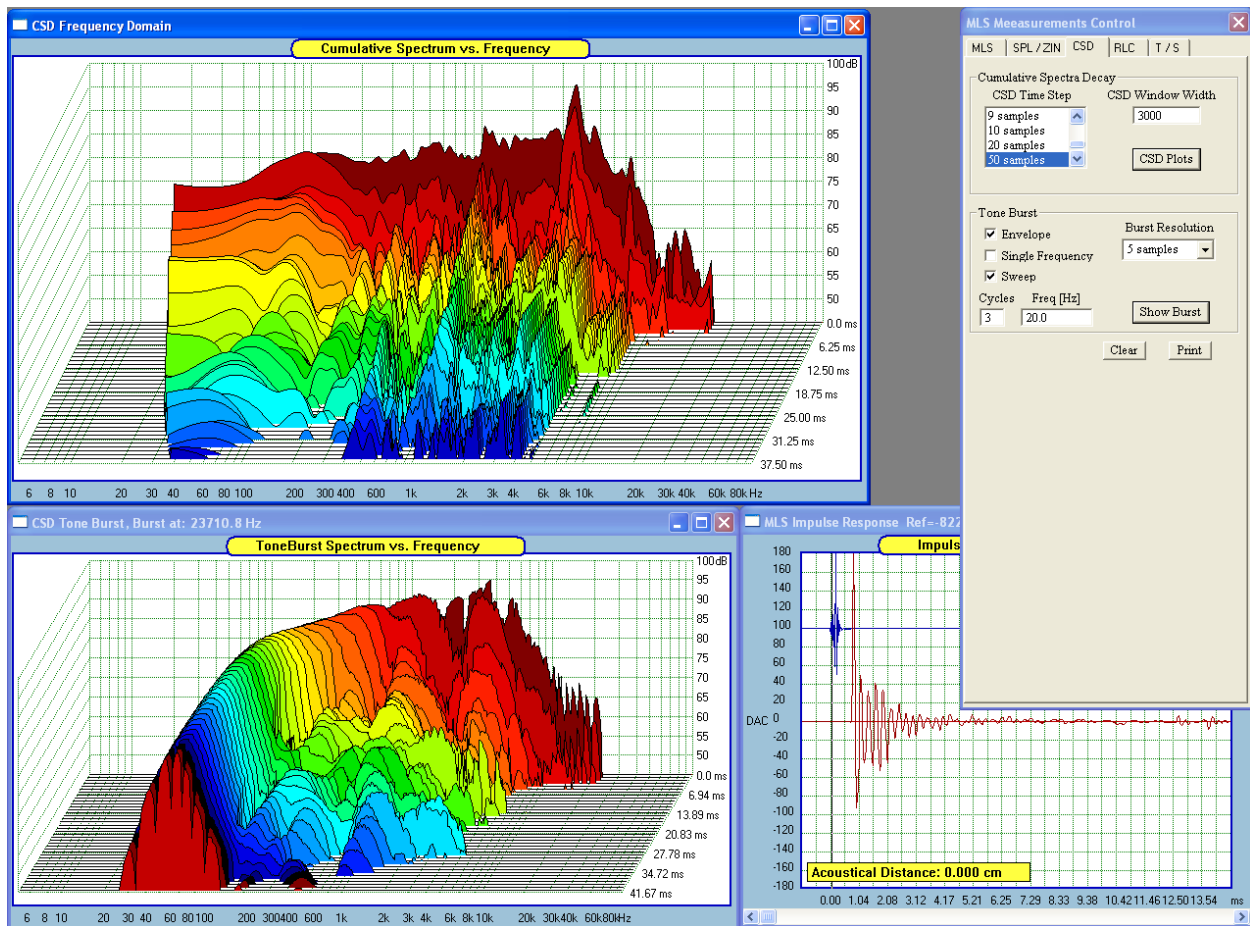 CSD Frequency Domain
Cumulative Spectrum vs. Frequency
100dB
95
90
85
80
75
70
65
60
55
50
0.0 ms
6.25 ms
12.50 ms
18.75 ms
25.00 ms
31.25 ms
37.50 ms
6 8 10 20 30 40 60 80 100 200 300 400 600 1k 2k 3k 4k 6k 8k 10k 20k 30k 40k 60k 80k Hz
MLS Meeasurements Control
MLS SPL / ZIN CSD RLC T / S
Cumulative Spectra Decay
CSD Time Step CSD Window Width
9 samples
10 samples
20 samples
50 samples
3000
CSD Plots
Tone Burst
Envelope
Single Frequency
Sweep
Burst Resolution
5 samples
Cycles Freq [Hz]
3 20.0
Show Burst
Clear Print
CSD Tone Burst, Burst at: 23710.8 Hz
ToneBurst Spectrum vs. Frequency
100dB
95
90
85
80
75
70
65
60
55
50
0.0 ms
6.94 ms
13.89 ms
20.83 ms
27.78 ms
34.72 ms
41.67 ms
6 8 10 20 30 40 60 80 100 200 300400 600 1k 2k 3k 4k 6k 8k 10k 20k 30k40k 60k80kHz
MLS Impulse Response Ref=-822
Impuls
180
160
140
120
100
80
60
40
20
DAC 0
-20
-40
-60
-80
-100
-120
-140
-160
-180
Acoustical Distance: 0.000 cm
0.00 1.04 2.08 3.12 4.17 5.21 6.25 7.29 8.33 9.38 10.42 11.46 12.50 13.54 ms